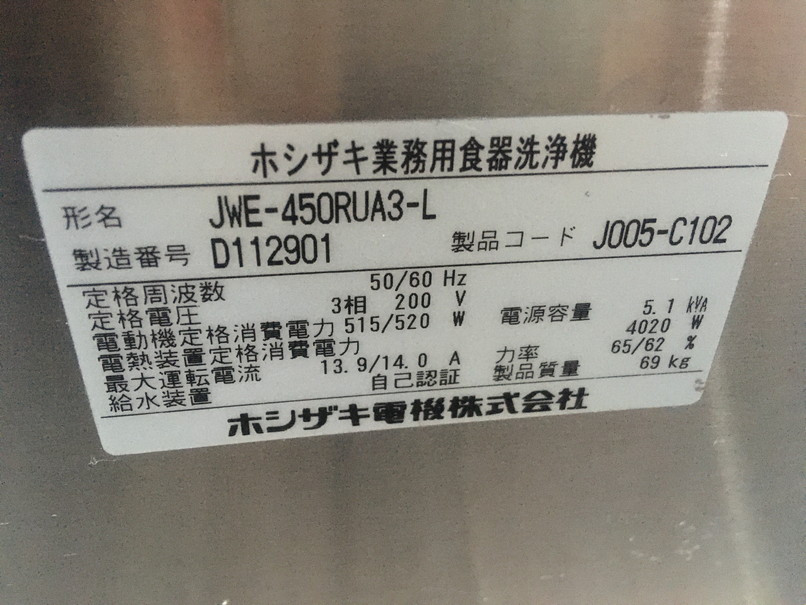 ホシザキ業務用食器洗浄機
形名 JWE-450RUA3-L
製造番号 D112901 製品コード J005-C102
定格周波数 50/60 Hz
定格電圧 3相 200 V 電源容量 5.1 kVA
電動機定格消費電力 515/520 W
電熱装置定格消費電力 4020 W
最大運転電流 13.9/14.0 A 力率 65/62 %
給水装置 自己認証 製品質量 69 kg
ホシザキ電機株式会社